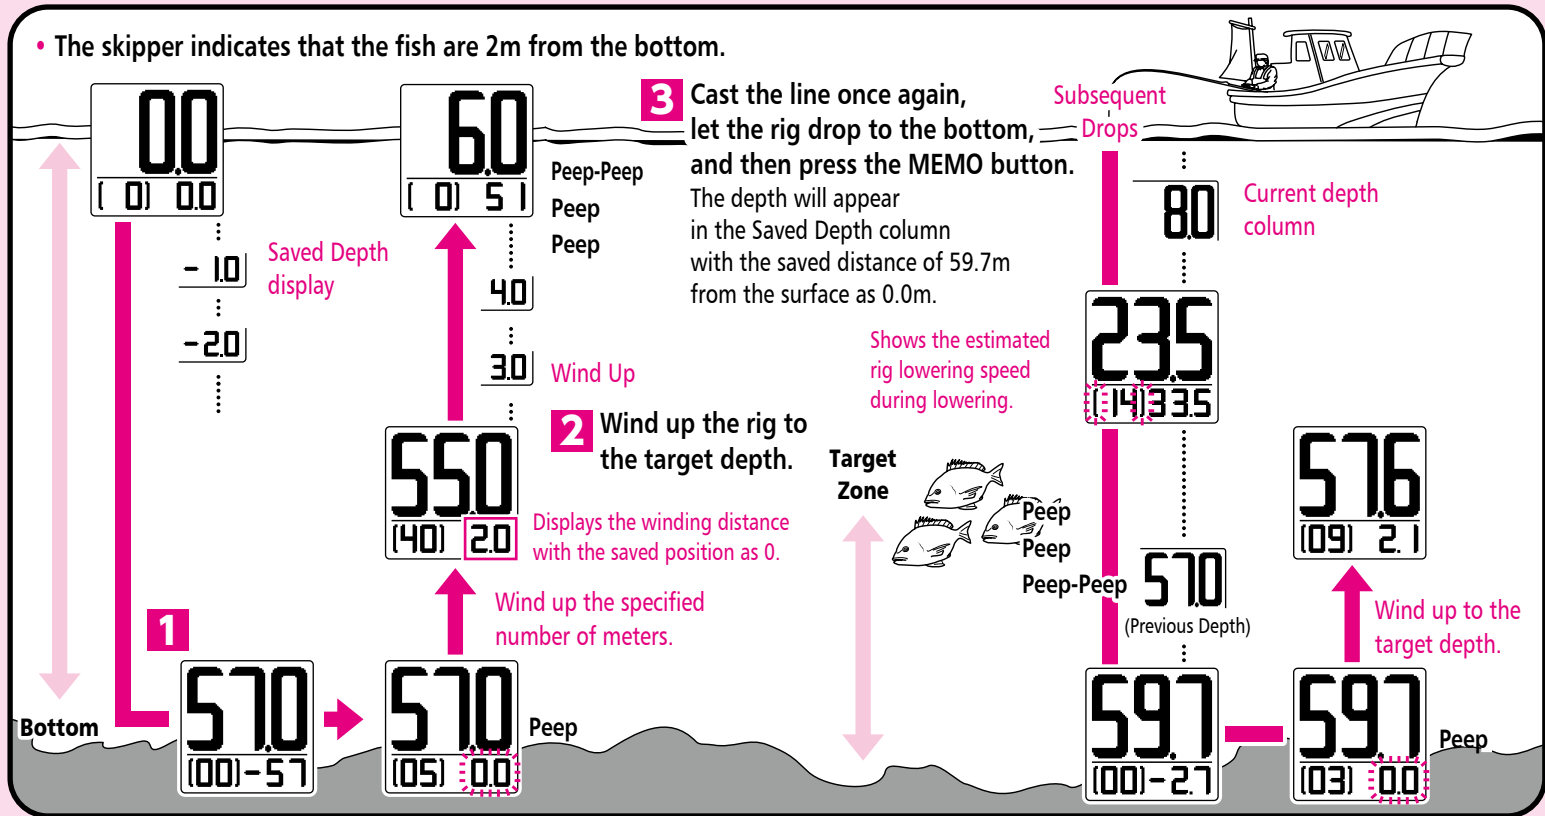 • The skipper indicates that the fish are 2m from the bottom.
0.0
( 0) 0.0
- 1.0
Saved Depth
display
- 2.0
Bottom
1
57.0
(00) - 57
57.0
(05) 0.0
Peep
Wind up the specified
number of meters.
55.0
(40) 2.0
Displays the winding distance
with the saved position as 0.
2 Wind up the rig to
the target depth.
3.0
Wind Up
4.0
6.0
( 0) 51
Peep-Peep
Peep
Peep
3 Cast the line once again,
let the rig drop to the bottom,
and then press the MEMO button.
The depth will appear
in the Saved Depth column
with the saved distance of 59.7m
from the surface as 0.0m.
Subsequent
Drops
8.0
Current depth
column
Shows the estimated
rig lowering speed
during lowering.
23.5
( 14) 33.5
Target
Zone
Peep
Peep
Peep-Peep
57.0
(Previous Depth)
59.7
(00) - 2.7
59.7
(03) 0.0
Peep
Wind up to the
target depth.
57.6
(09) 2.1